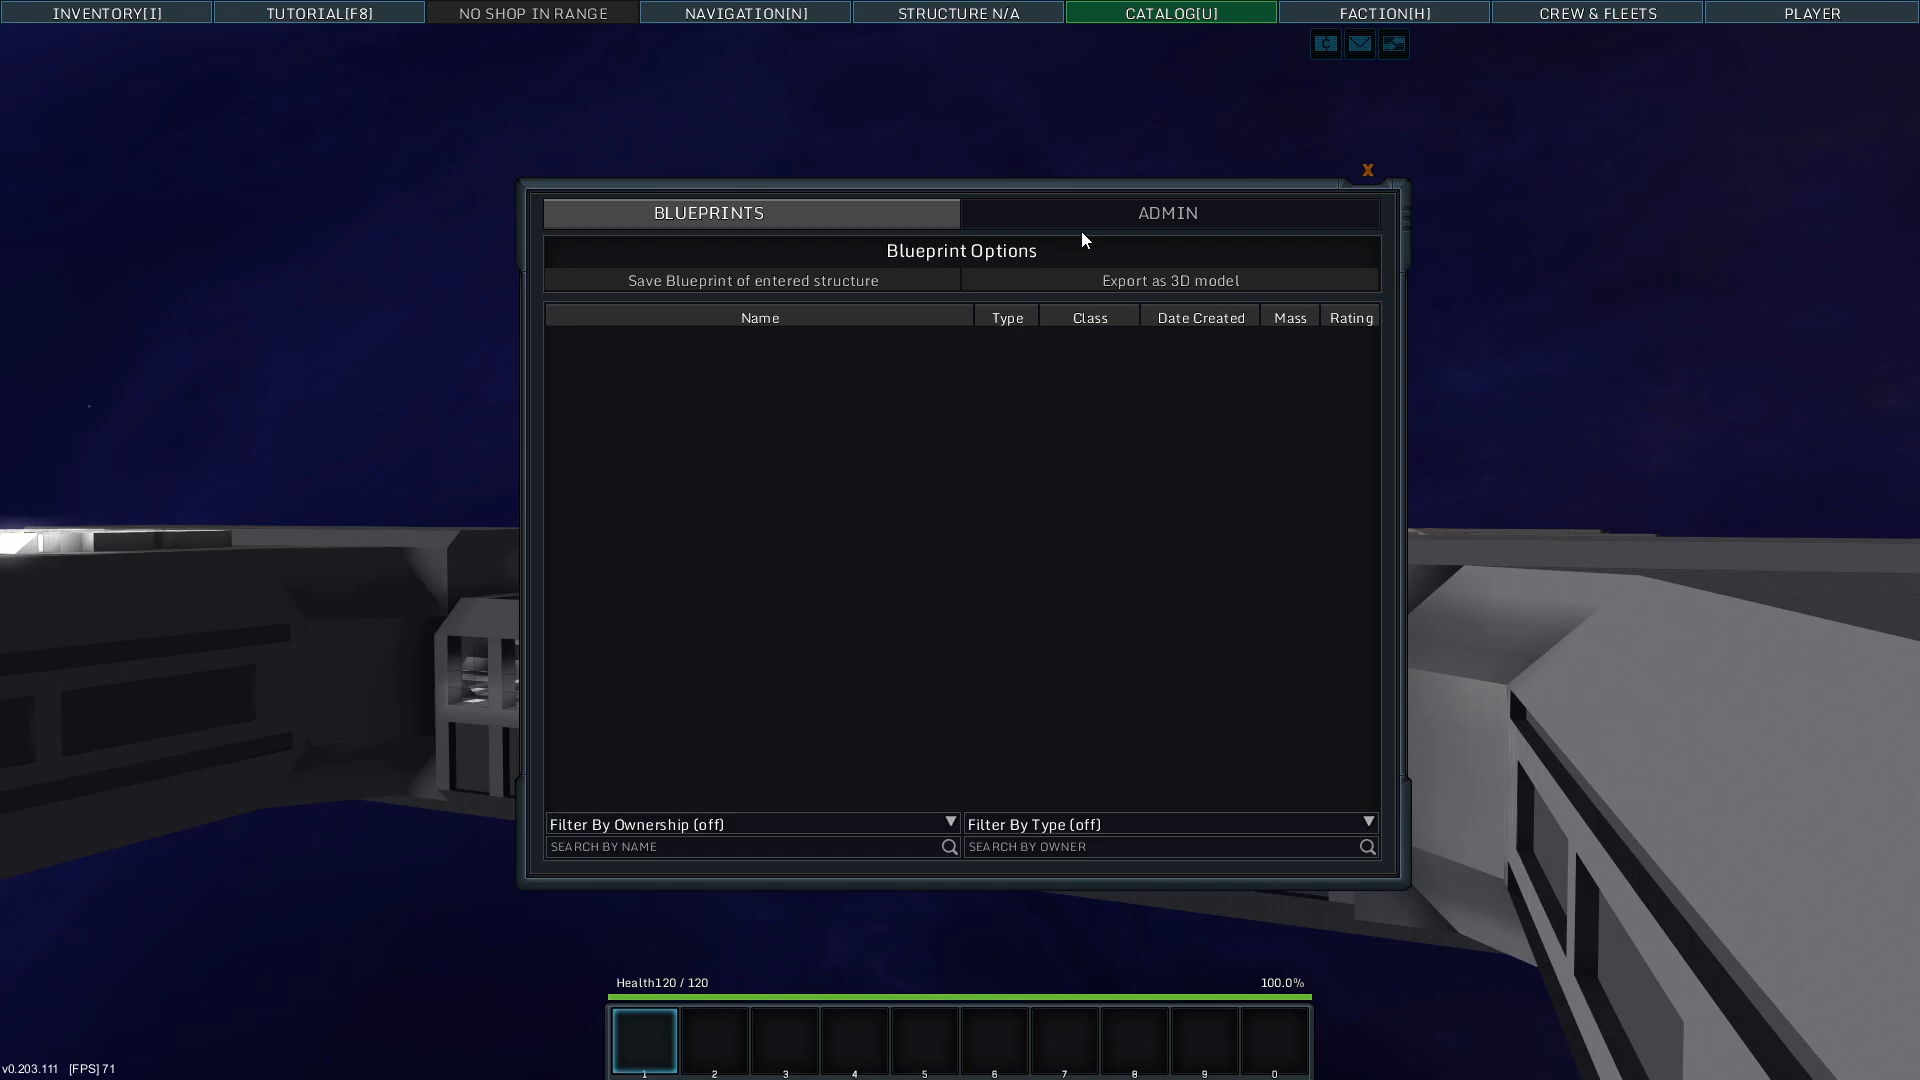 INVENTORY[I] TUTORIAL[F8] NO SHOP IN RANGE NAVIGATION[N] STRUCTURE N/A CATALOG[U] FACTION[H] CREW & FLEETS PLAYER
X
BLUEPRINTS ADMIN
Blueprint Options
Save Blueprint of entered structure Export as 3D model
Name Type Class Date Created Mass Rating
Filter By Ownership (off) Filter By Type (off)
SEARCH BY NAME SEARCH BY OWNER
Health120 / 120 100.0%
1 2 3 4 5 6 7 8 9 0
v0.203.111 [FPS] 71